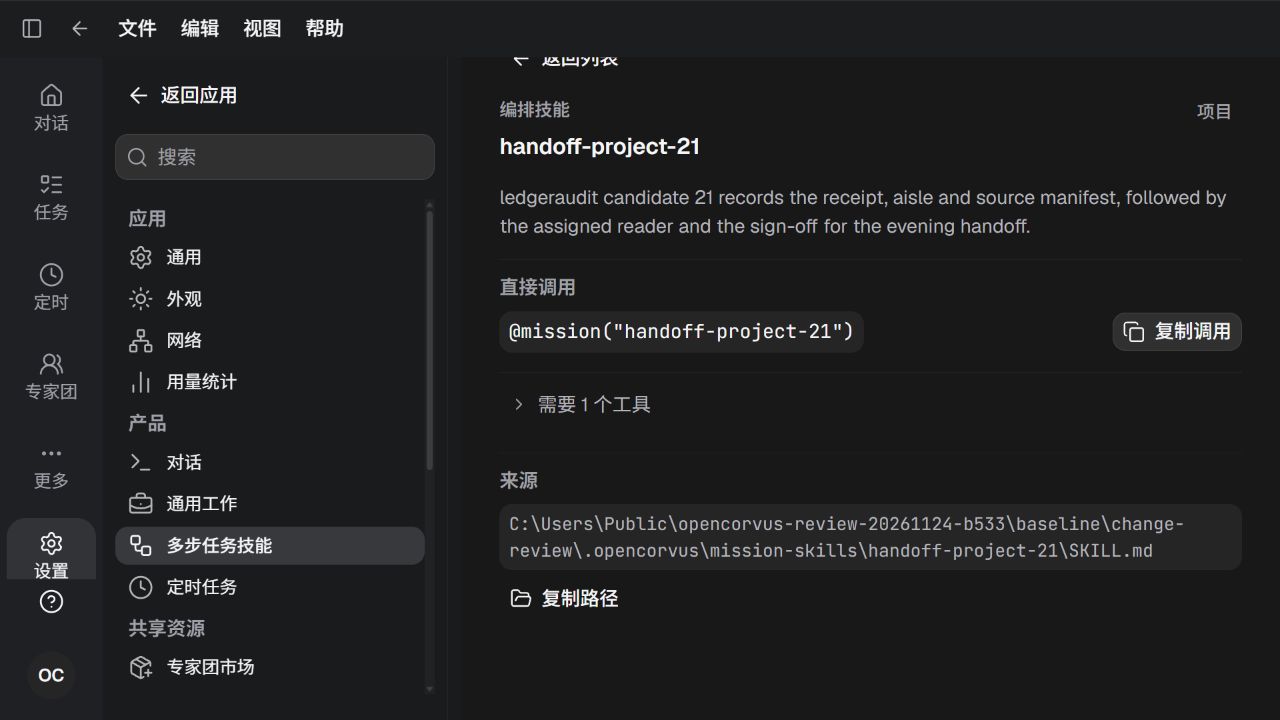 文件 编辑 视图 帮助
对话
任务
定时
专家团
更多
设置
OC
返回应用
搜索
应用
通用
外观
网络
用量统计
产品
对话
通用工作
多步任务技能
定时任务
共享资源
专家团市场
返回列表
编排技能
项目
handoff-project-21
ledgeraudit candidate 21 records the receipt, aisle and source manifest, followed by
the assigned reader and the sign-off for the evening handoff.
直接调用
@mission("handoff-project-21")
复制调用
需要 1 个工具
来源
C:\Users\Public\opencorvus-review-20261124-b533\baseline\change-
review\.opencorvus\mission-skills\handoff-project-21\SKILL.md
复制路径